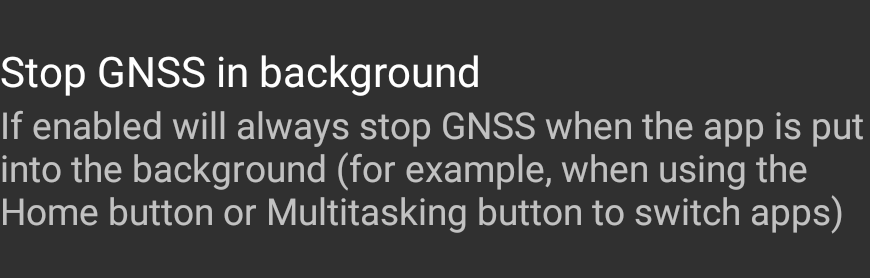 Stop GNSS in background
If enabled will always stop GNSS when the app is put
into the background (for example, when using the
Home button or Multitasking button to switch apps)